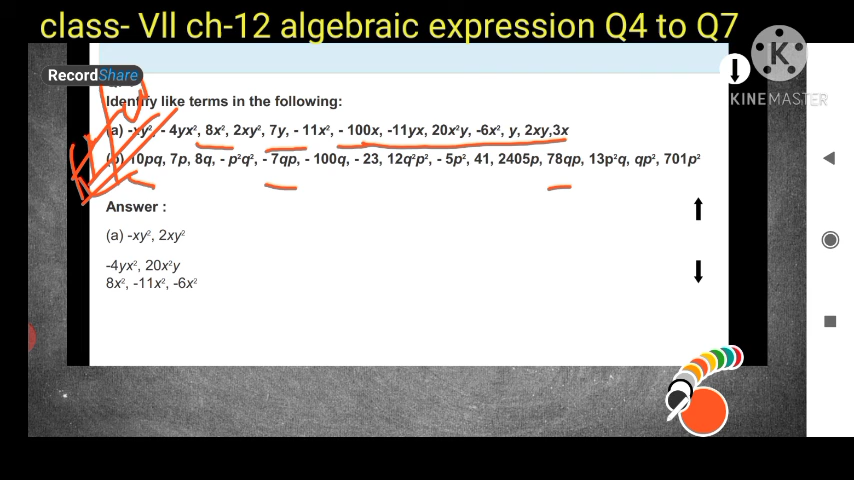 class- Vll ch-12 algebraic expression Q4 to Q7
RecordShare
K
KINEMASTER
Identify like terms in the following:
(a) -xy², - 4yx², 8x², 2xy², 7y, - 11x², - 100x, -11yx, 20x²y, -6x², y, 2xy,3x
(b) 10pq, 7p, 8q, - p²q², - 7qp, - 100q, - 23, 12q²p², - 5p², 41, 2405p, 78qp, 13p²q, qp², 701p²
Answer :
(a) -xy², 2xy²
-4yx², 20x²y
8x², -11x², -6x²